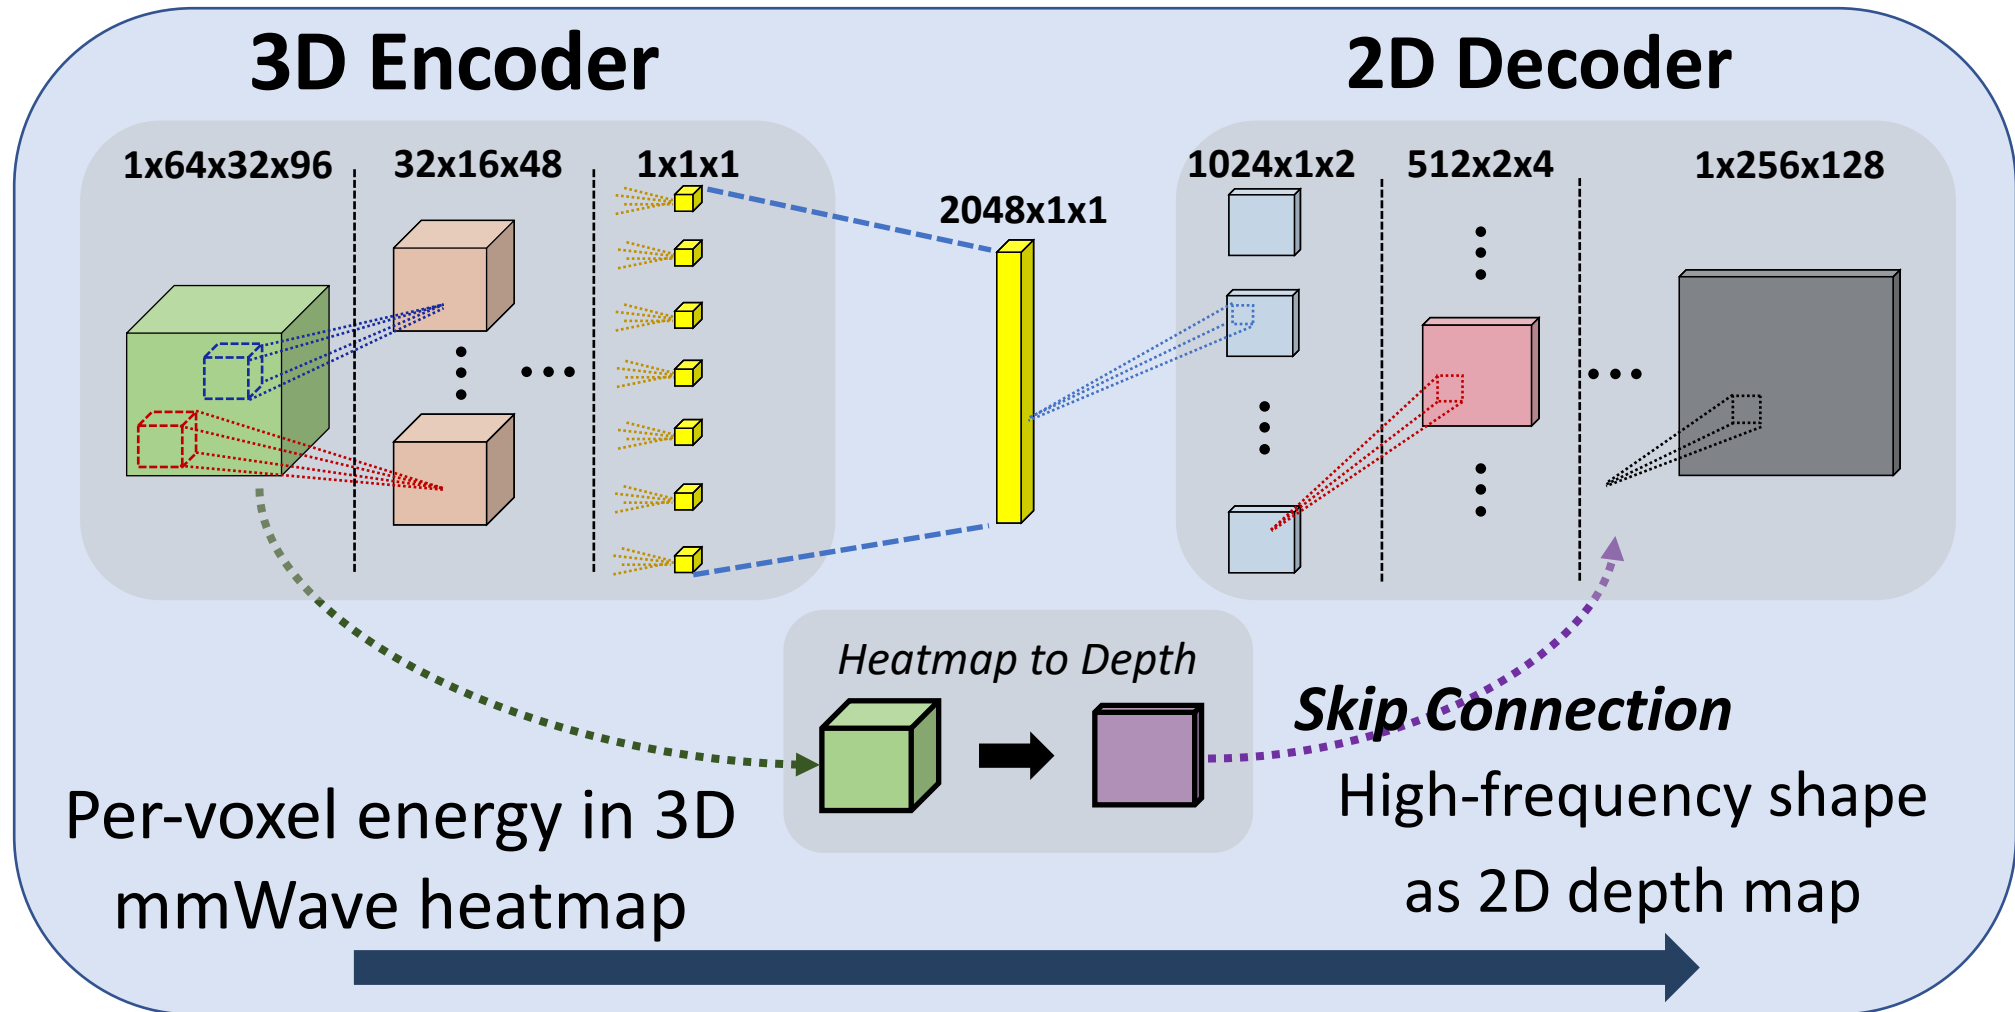 3D Encoder
2D Decoder
1x64x32x96
32x16x48
1x1x1
2048x1x1
1024x1x2
512x2x4
1x256x128
Heatmap to Depth
Skip Connection
Per-voxel energy in 3D
mmWave heatmap
High-frequency shape
as 2D depth map